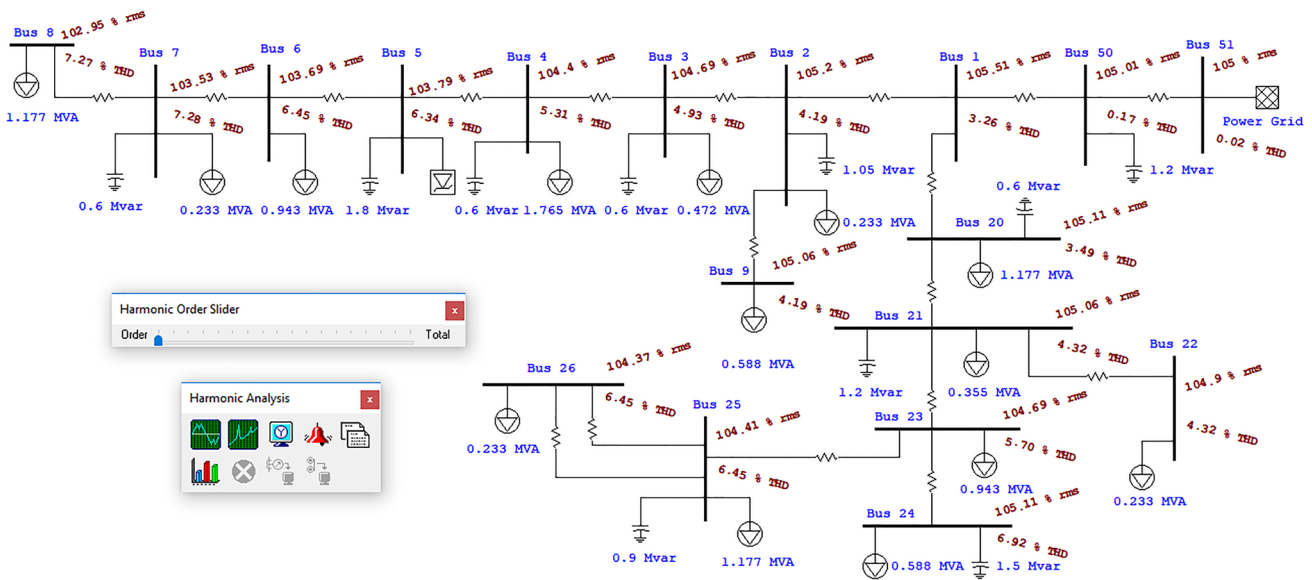 Bus 8
102.95 % rms
7.27 % THD
1.177 MVA
Bus 7
103.53 % rms
7.28 % THD
0.6 Mvar
0.233 MVA
Bus 6
103.69 % rms
6.45 % THD
0.943 MVA
Bus 5
103.79 % rms
6.34 % THD
1.8 Mvar
Bus 4
104.4 % rms
5.31 % THD
0.6 Mvar
1.765 MVA
Bus 3
104.69 % rms
4.93 % THD
0.6 Mvar
0.472 MVA
Bus 2
105.2 % rms
4.19 % THD
1.05 Mvar
0.233 MVA
Bus 1
105.51 % rms
3.26 % THD
Bus 50
105.01 % rms
0.17 % THD
1.2 Mvar
Bus 51
105 % rms
Power Grid
0.02 % THD
0.6 Mvar
Bus 20
105.11 % rms
3.49 % THD
1.177 MVA
Bus 9
105.06 % rms
4.19 % THD
0.588 MVA
Bus 21
105.06 % rms
4.32 % THD
1.2 Mvar
0.355 MVA
Bus 22
104.9 % rms
4.32 % THD
0.233 MVA
Harmonic Order Slider
x
Order
Total
Harmonic Analysis
x
Bus 26
104.37 % rms
6.45 % THD
0.233 MVA
Bus 25
104.41 % rms
6.45 % THD
0.9 Mvar
1.177 MVA
Bus 23
104.69 % rms
5.70 % THD
0.943 MVA
Bus 24
105.11 % rms
6.92 % THD
0.588 MVA
1.5 Mvar